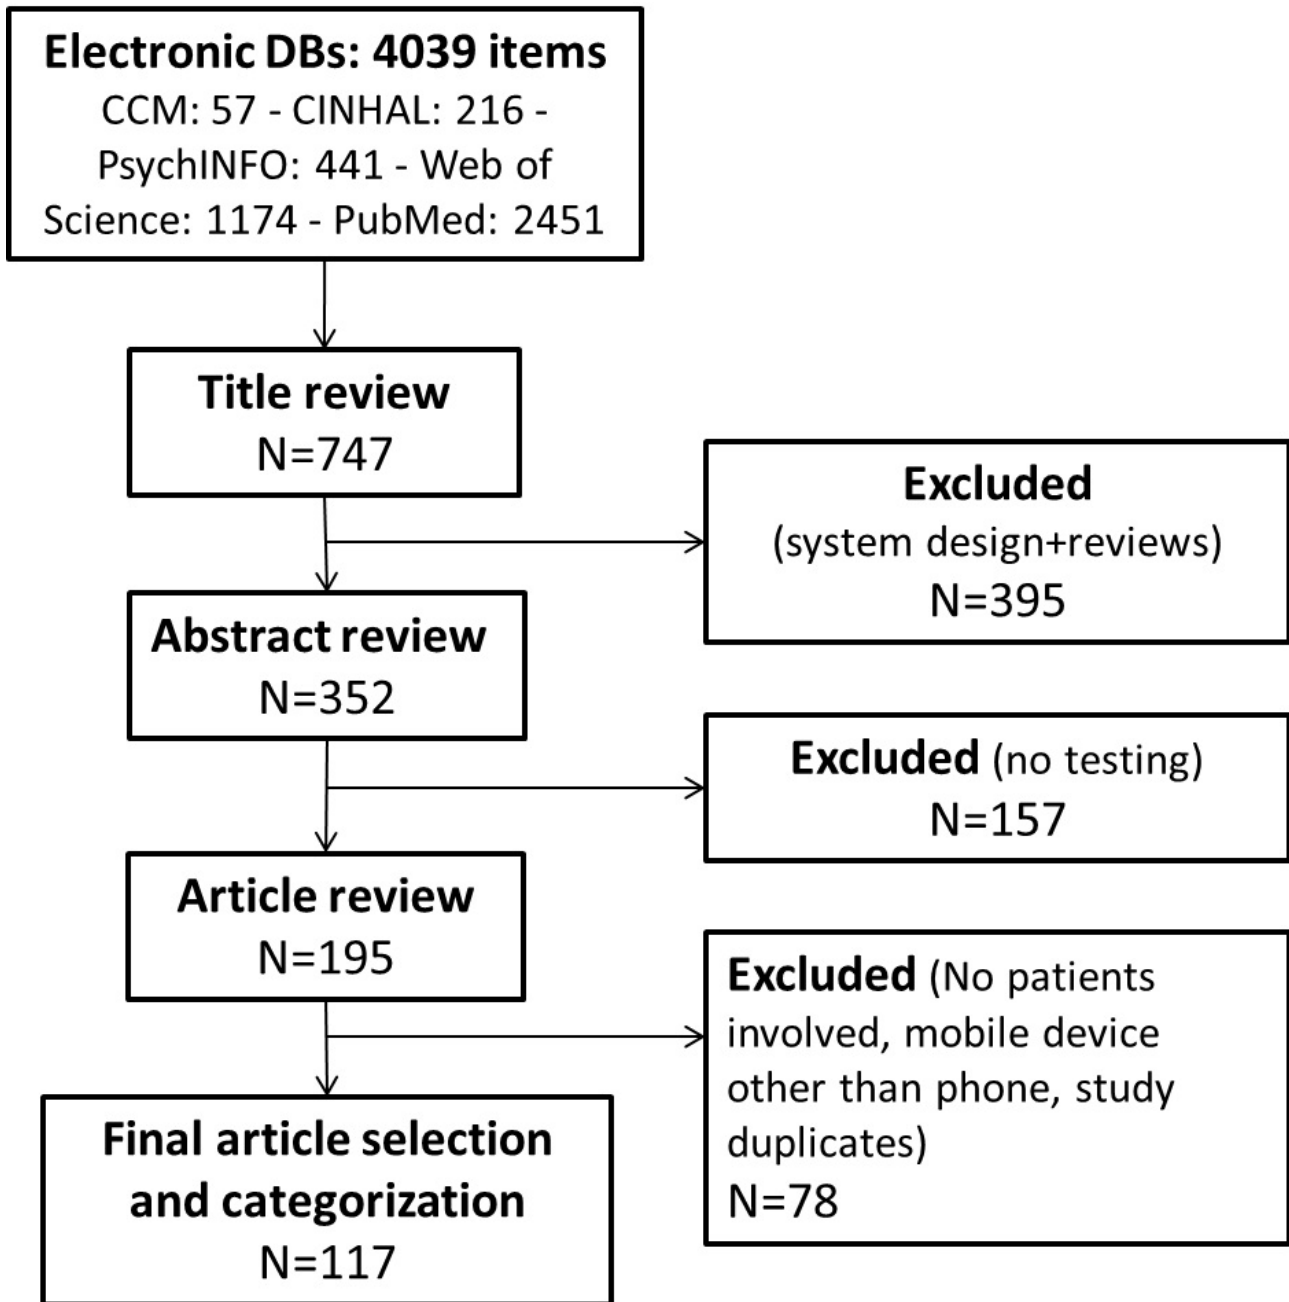 Electronic DBs: 4039 items
CCM: 57 - CINHAL: 216 -
PsychINFO: 441 - Web of
Science: 1174 - PubMed: 2451
Title review
N=747
Excluded
(system design+reviews)
N=395
Abstract review
N=352
Excluded (no testing)
N=157
Article review
N=195
Excluded (No patients
involved, mobile device
other than phone, study
duplicates)
N=78
Final article selection
and categorization
N=117